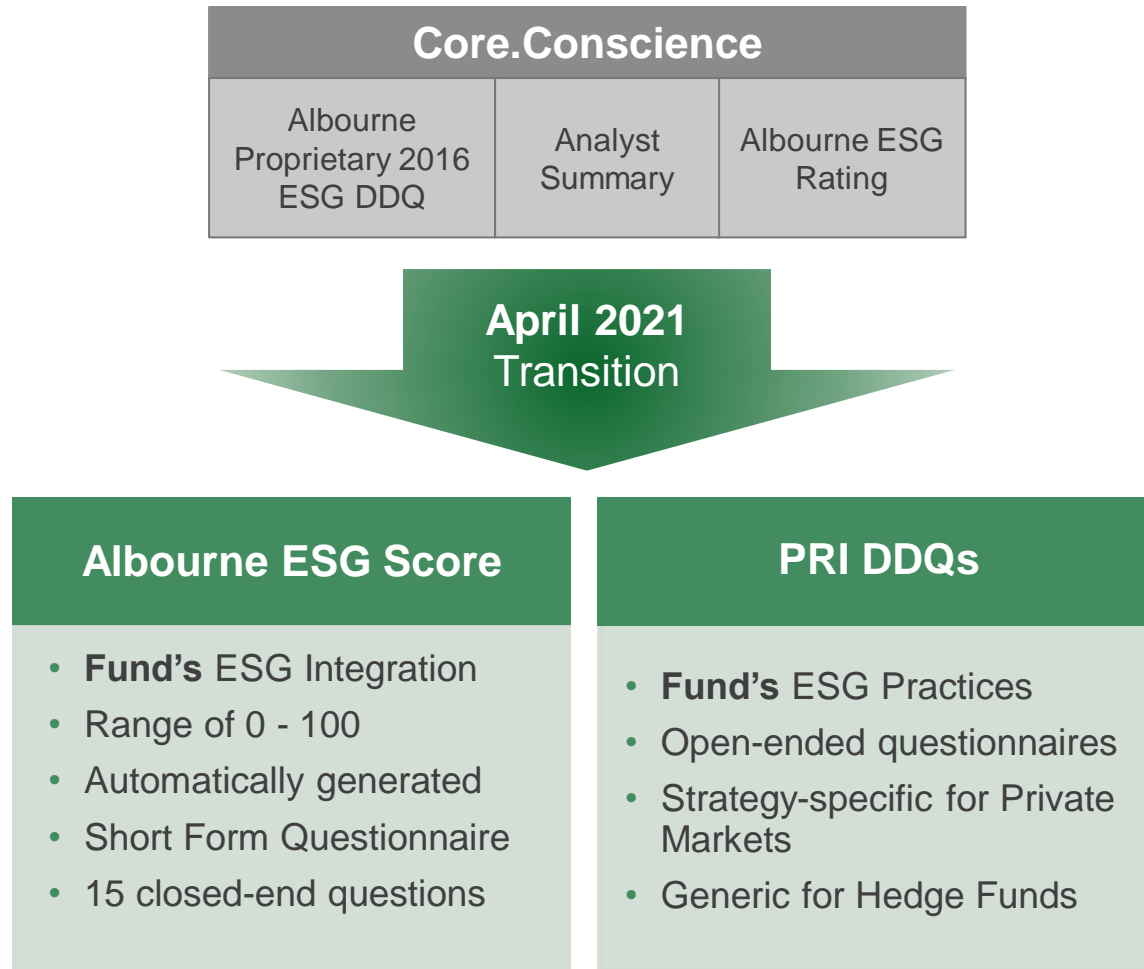 Core.Conscience
Albourne
Proprietary 2016
ESG DDQ
Analyst
Summary
Albourne ESG
Rating
April 2021
Transition
Albourne ESG Score
• Fund's ESG Integration
• Range of 0 - 100
• Automatically generated
• Short Form Questionnaire
• 15 closed-end questions
PRI DDQs
• Fund's ESG Practices
• Open-ended questionnaires
• Strategy-specific for Private
Markets
• Generic for Hedge Funds